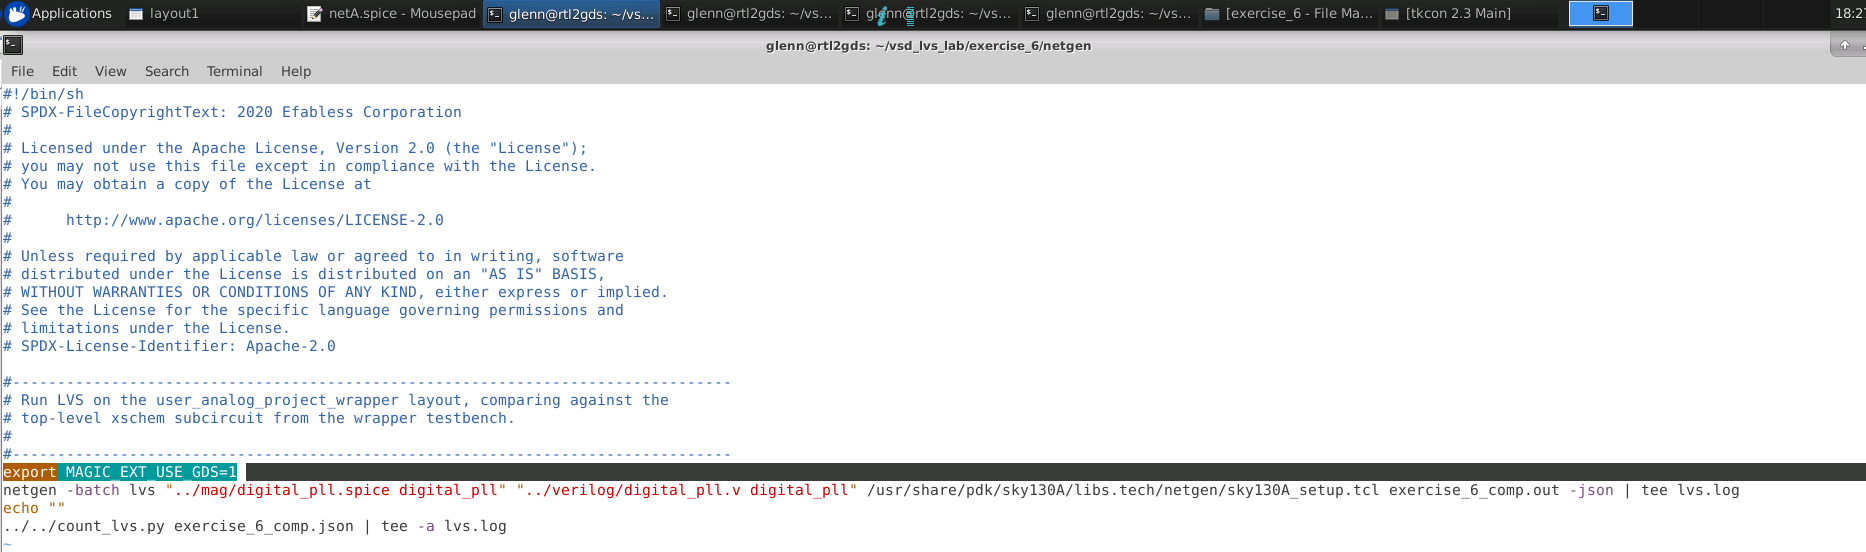 Applications layout1 netA.spice - Mousepad glenn@rtl2gds: ~/vs... glenn@rtl2gds: ~/vs... glenn@rtl2gds: ~/vs... glenn@rtl2gds: ~/vs... [exercise_6 - File Ma... [tkcon 2.3 Main]
glenn@rtl2gds: ~/vsd_lvs_lab/exercise_6/netgen
File Edit View Search Terminal Help
#!/bin/sh
# SPDX-FileCopyrightText: 2020 Efabless Corporation
#
# Licensed under the Apache License, Version 2.0 (the "License");
# you may not use this file except in compliance with the License.
# You may obtain a copy of the License at
#
#      http://www.apache.org/licenses/LICENSE-2.0
#
# Unless required by applicable law or agreed to in writing, software
# distributed under the License is distributed on an "AS IS" BASIS,
# WITHOUT WARRANTIES OR CONDITIONS OF ANY KIND, either express or implied.
# See the License for the specific language governing permissions and
# limitations under the License.
# SPDX-License-Identifier: Apache-2.0
#--------------------------------------------------------------------------------
# Run LVS on the user_analog_project_wrapper layout, comparing against the
# top-level xschem subcircuit from the wrapper testbench.
#
#--------------------------------------------------------------------------------
export MAGIC_EXT_USE_GDS=1
netgen -batch lvs "../mag/digital_pll.spice digital_pll" "../verilog/digital_pll.v digital_pll" /usr/share/pdk/sky130A/libs.tech/netgen/sky130A_setup.tcl exercise_6_comp.out -json | tee lvs.log
echo ""
../../count_lvs.py exercise_6_comp.json | tee -a lvs.log
~